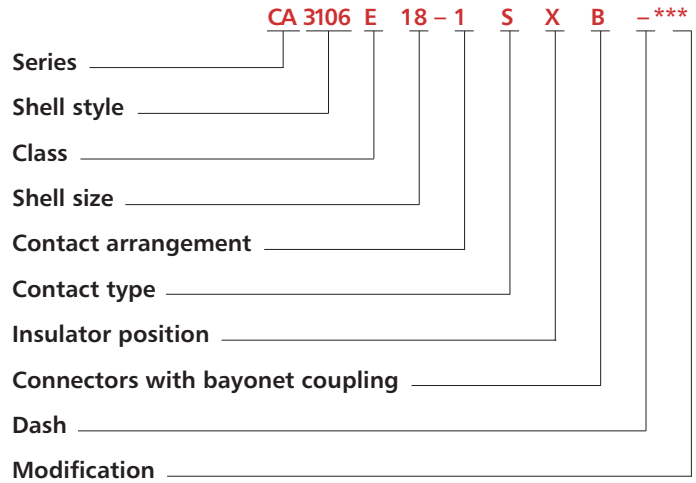 CA 3106 E 18 – 1 S X B – ***
Series
Shell style
Class
Shell size
Contact arrangement
Contact type
Insulator position
Connectors with bayonet coupling
Dash
Modification